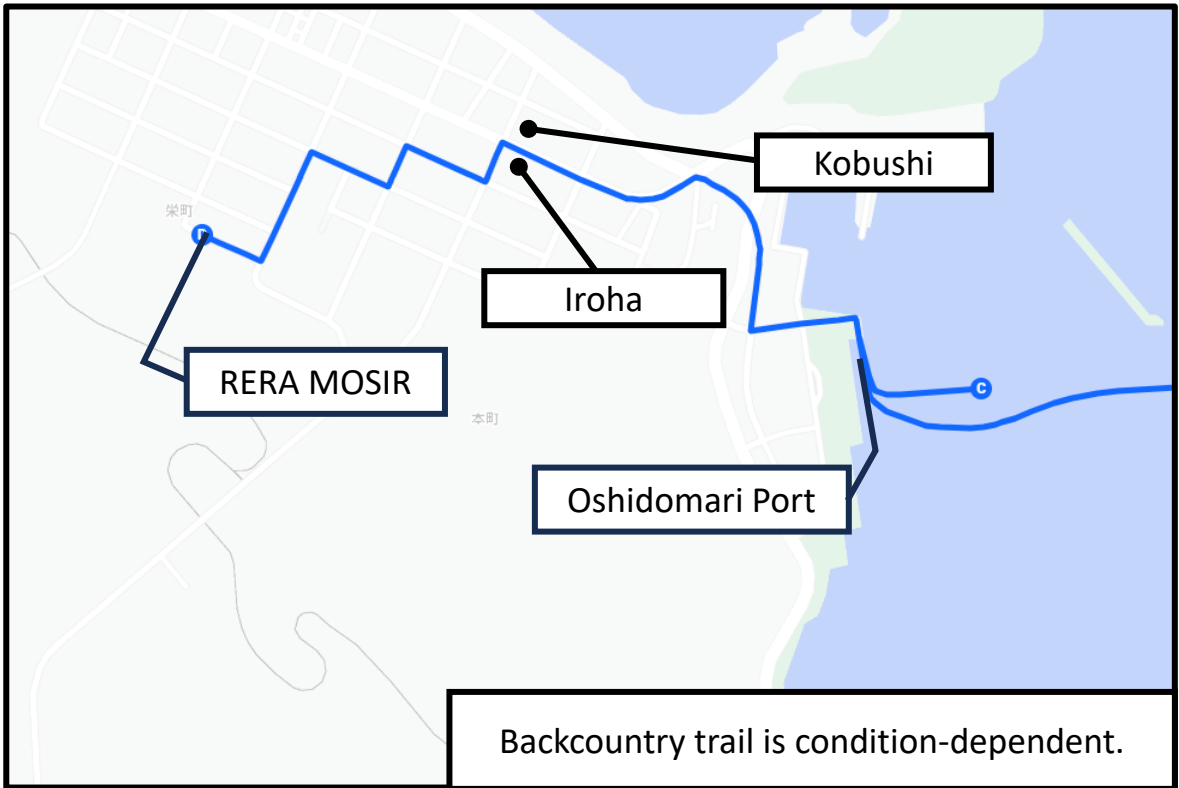 Kobushi
栄町
Iroha
RERA MOSIR
C
本町
Oshidomari Port
Backcountry trail is condition-dependent.